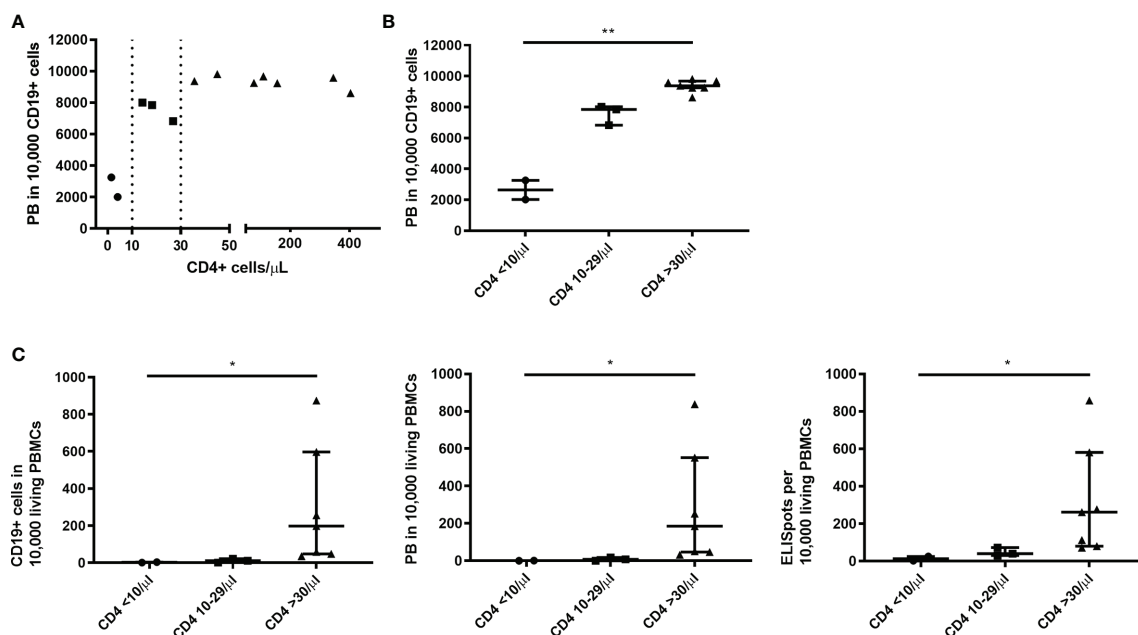 A
PB in 10,000 CD19+ cells
12000
10000
8000
6000
4000
2000
0
0 10 30 50 200 400
CD4+ cells/μL
B
PB in 10,000 CD19+ cells
12000
10000
8000
6000
4000
2000
0
**
CD4 <10/μl
CD4 10-29/μl
CD4 >30/μl
C
CD19+ cells in
10,000 living PBMCs
1000
800
600
400
200
0
*
CD4 <10/μl
CD4 10-29/μl
CD4 >30/μl
PB in 10,000 living PBMCs
1000
800
600
400
200
0
*
CD4 <10/μl
CD4 10-29/μl
CD4 >30/μl
ELISpots per
10,000 living PBMCs
1000
800
600
400
200
0
*
CD4 <10/μl
CD4 10-29/μl
CD4 >30/μl